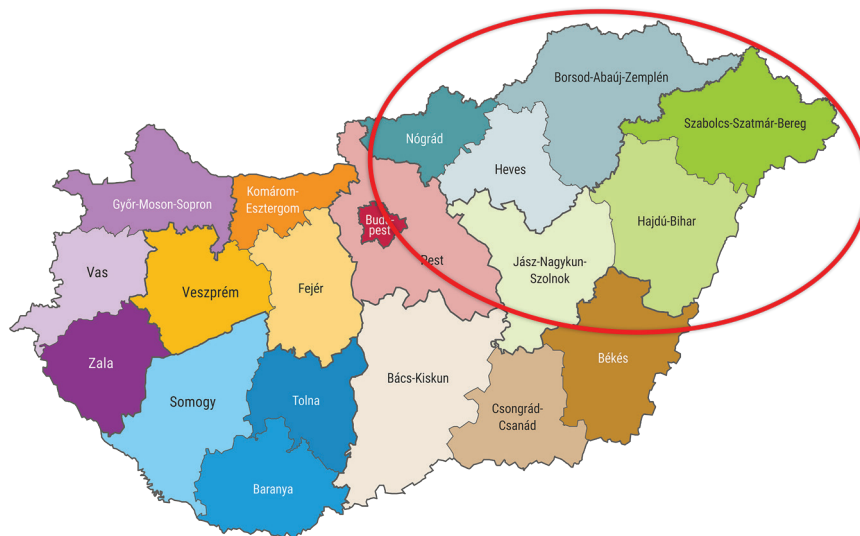 Borsod-Abaúj-Zemplén
Szabolcs-Szatmár-Bereg
Nógrád
Heves
Komárom-
Esztergom
Győr-Moson-Sopron
Buda-
pest
Hajdú-Bihar
Pest
Jász-Nagykun-
Szolnok
Vas
Veszprém
Fejér
Zala
Békés
Bács-Kiskun
Somogy
Tolna
Csongrád-
Csanád
Baranya